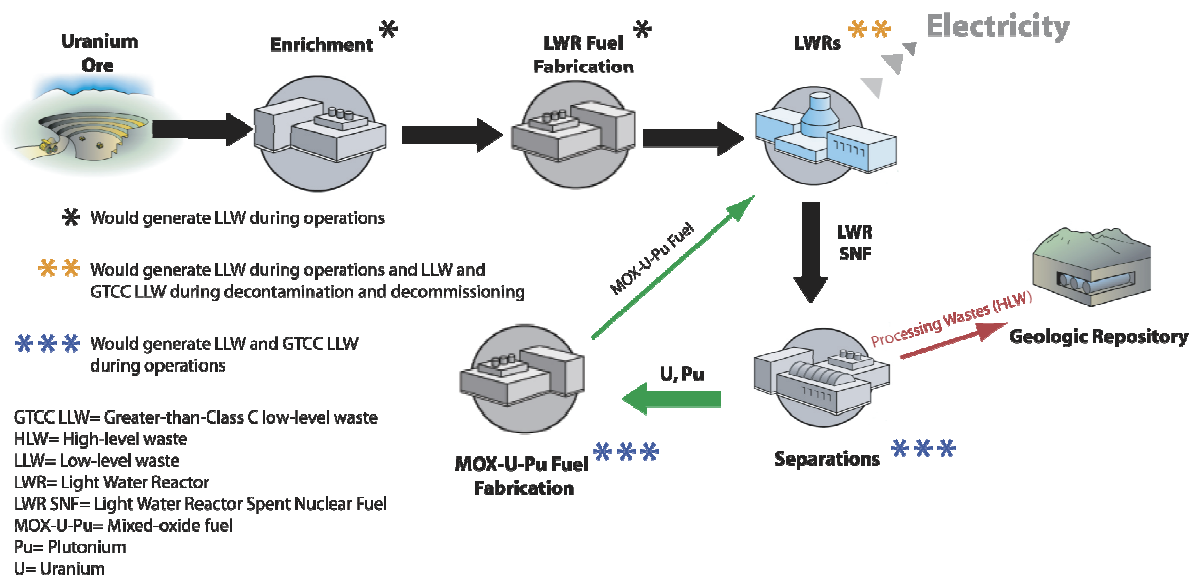 Uranium
Ore
Enrichment *
LWR Fuel *
Fabrication
LWRs **
Electricity
* Would generate LLW during operations
** Would generate LLW during operations and LLW and
GTCC LLW during decontamination and decommissioning
*** Would generate LLW and GTCC LLW
during operations
MOX-U-Pu Fuel
LWR
SNF
Processing Wastes (HLW)
Geologic Repository
U, Pu
MOX-U-Pu Fuel ***
Fabrication
Separations ***
GTCC LLW= Greater-than-Class C low-level waste
HLW= High-level waste
LLW= Low-level waste
LWR= Light Water Reactor
LWR SNF= Light Water Reactor Spent Nuclear Fuel
MOX-U-Pu= Mixed-oxide fuel
Pu= Plutonium
U= Uranium